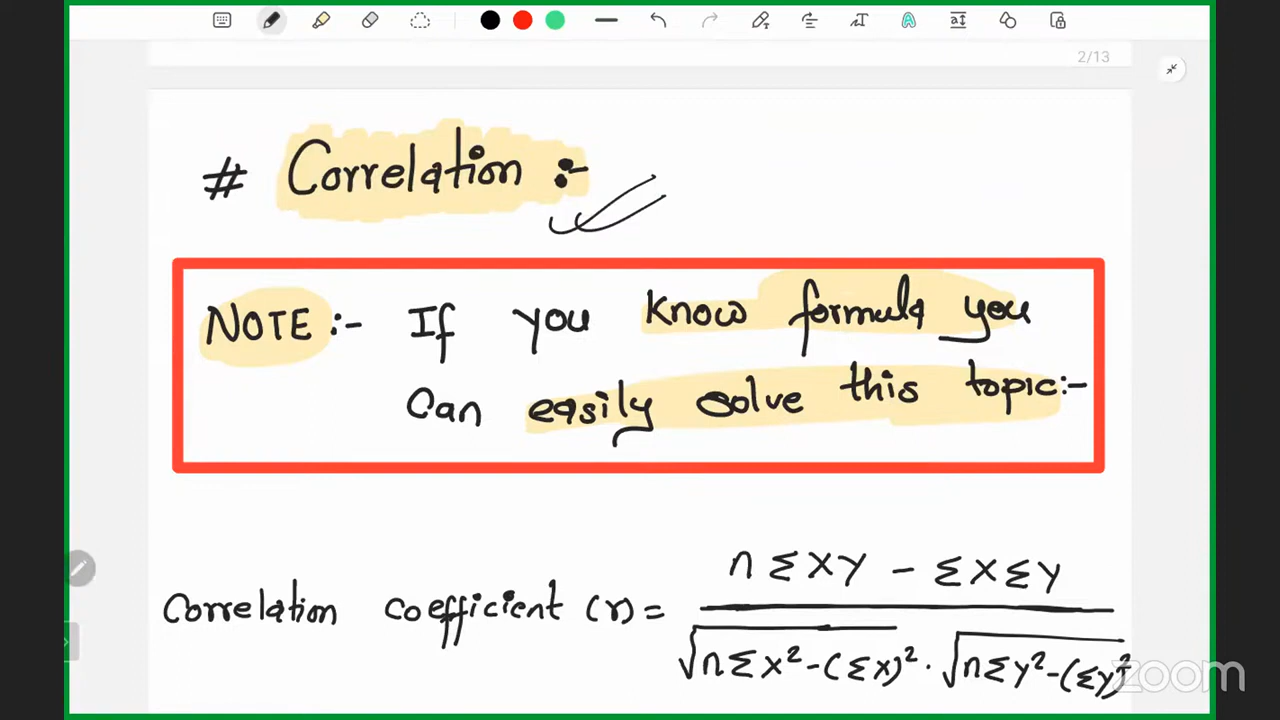 2/13
# Correlation :-
NOTE :- If you know formula you
Can easily solve this topic:-
n ΣXY - ΣXΣY
Correlation coefficient (r) =
√nΣx²-(Σx)² . √nΣy²-(Σy)²
zoom